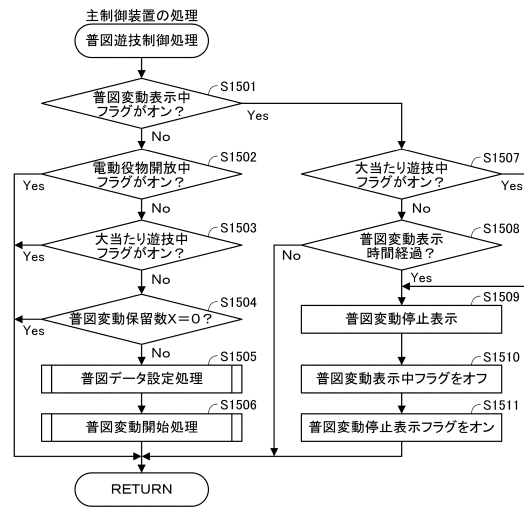 主制御装置の処理
普図遊技制御処理
S1501
普図変動表示中
フラグがオン？
Yes
No
S1502
電動役物開放中
フラグがオン？
Yes
No
S1503
大当たり遊技中
フラグがオン？
Yes
No
S1504
普図変動保留数X＝0？
Yes
No
S1505
普図データ設定処理
S1506
普図変動開始処理
S1507
大当たり遊技中
フラグがオン？
Yes
No
S1508
普図変動表示
時間経過？
No
Yes
S1509
普図変動停止表示
S1510
普図変動表示中フラグをオフ
S1511
普図変動停止表示フラグをオン
RETURN